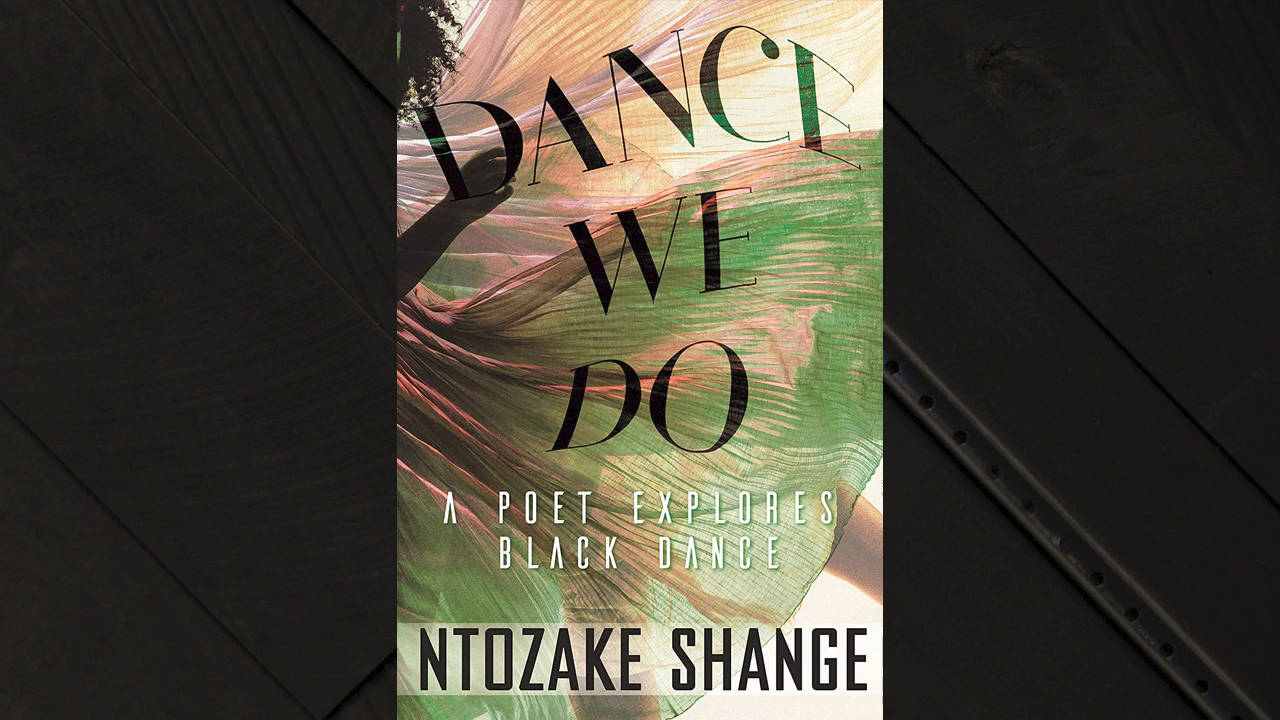 DANCE
WE
DO
A POET EXPLORES
BLACK DANCE
NTOZAKE SHANGE